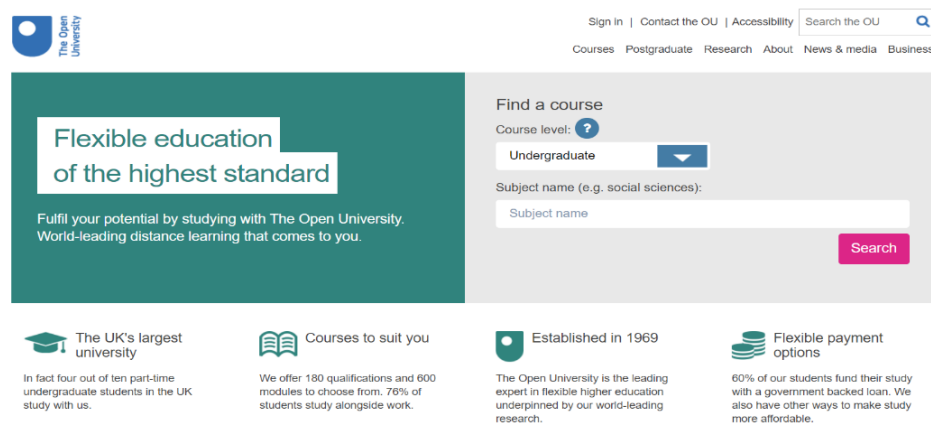 The Open
University
Sign in | Contact the OU | Accessibility
Search the OU
Courses Postgraduate Research About News & media Business
Flexible education
of the highest standard
Fulfil your potential by studying with The Open University.
World-leading distance learning that comes to you.
Find a course
Course level: ?
Undergraduate
Subject name (e.g. social sciences):
Subject name
Search
The UK's largest
university
In fact four out of ten part-time
undergraduate students in the UK
study with us.
Courses to suit you
We offer 180 qualifications and 600
modules to choose from. 76% of
students study alongside work.
Established in 1969
The Open University is the leading
expert in flexible higher education
underpinned by our world-leading
research.
Flexible payment
options
60% of our students fund their study
with a government backed loan. We
also have other ways to make study
more affordable.